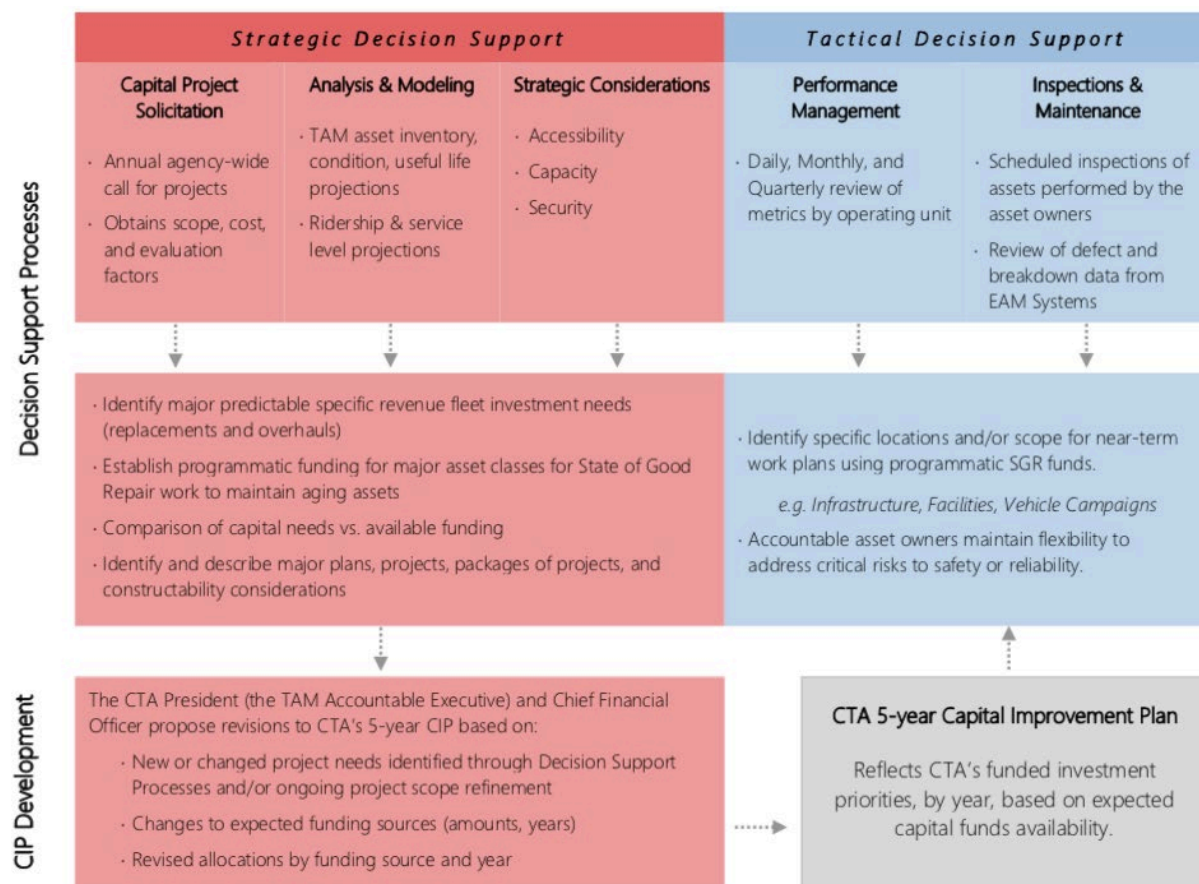 Strategic Decision Support
Tactical Decision Support
Decision Support Processes
Capital Project
Solicitation
· Annual agency-wide
call for projects
· Obtains scope, cost,
and evaluation
factors
Analysis & Modeling
· TAM asset inventory,
condition, useful life
projections
· Ridership & service
level projections
Strategic Considerations
· Accessibility
· Capacity
· Security
Performance
Management
· Daily, Monthly, and
Quarterly review of
metrics by operating unit
Inspections &
Maintenance
· Scheduled inspections of
assets performed by the
asset owners
· Review of defect and
breakdown data from
EAM Systems
· Identify major predictable specific revenue fleet investment needs
(replacements and overhauls)
· Establish programmatic funding for major asset classes for State of Good
Repair work to maintain aging assets
· Comparison of capital needs vs. available funding
· Identify and describe major plans, projects, packages of projects, and
constructability considerations
· Identify specific locations and/or scope for near-term
work plans using programmatic SGR funds.
e.g. Infrastructure, Facilities, Vehicle Campaigns
· Accountable asset owners maintain flexibility to
address critical risks to safety or reliability.
CIP Development
The CTA President (the TAM Accountable Executive) and Chief Financial
Officer propose revisions to CTA's 5-year CIP based on:
· New or changed project needs identified through Decision Support
Processes and/or ongoing project scope refinement
· Changes to expected funding sources (amounts, years)
· Revised allocations by funding source and year
CTA 5-year Capital Improvement Plan
Reflects CTA's funded investment
priorities, by year, based on expected
capital funds availability.